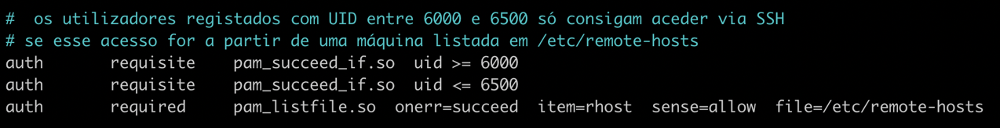 #  os utilizadores registados com UID entre 6000 e 6500 só consigam aceder via SSH
# se esse acesso for a partir de uma máquina listada em /etc/remote-hosts
auth       requisite    pam_succeed_if.so  uid >= 6000
auth       requisite    pam_succeed_if.so  uid <= 6500
auth       required     pam_listfile.so  onerr=succeed  item=rhost  sense=allow  file=/etc/remote-hosts